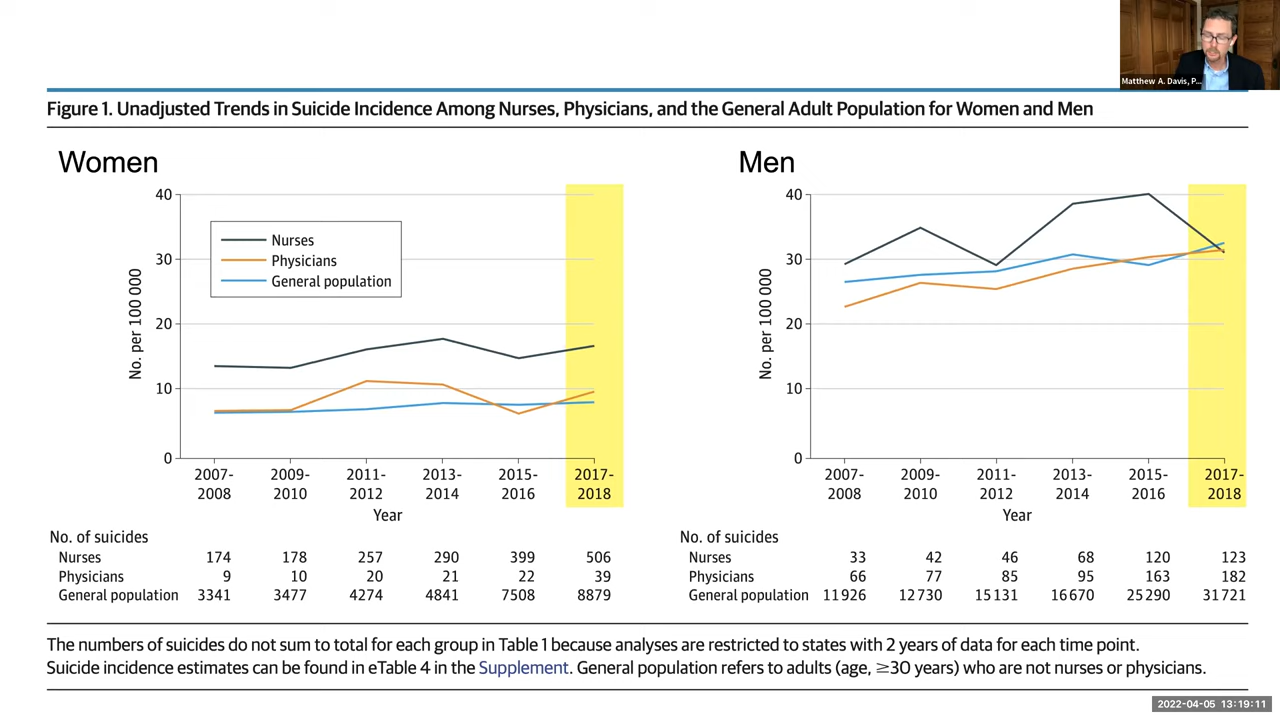 Matthew A. Davis, P...
Figure 1. Unadjusted Trends in Suicide Incidence Among Nurses, Physicians, and the General Adult Population for Women and Men
Women
40
30
20
10
0
No. per 100 000
Nurses
Physicians
General population
2007-2008 2009-2010 2011-2012 2013-2014 2015-2016 2017-2018
Year
No. of suicides
Nurses 174 178 257 290 399 506
Physicians 9 10 20 21 22 39
General population 3341 3477 4274 4841 7508 8879
Men
40
30
20
10
0
No. per 100 000
2007-2008 2009-2010 2011-2012 2013-2014 2015-2016 2017-2018
Year
No. of suicides
Nurses 33 42 46 68 120 123
Physicians 66 77 85 95 163 182
General population 11926 12730 15131 16670 25290 31721
The numbers of suicides do not sum to total for each group in Table 1 because analyses are restricted to states with 2 years of data for each time point.
Suicide incidence estimates can be found in eTable 4 in the Supplement. General population refers to adults (age, ≥30 years) who are not nurses or physicians.
2022-04-05 13:19:11